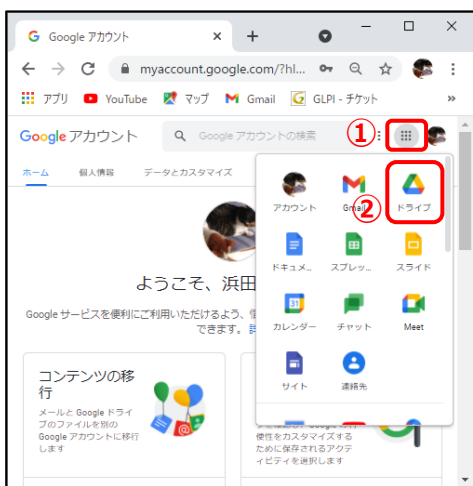 Google アカウント
myaccount.google.com/?hl...
アプリ YouTube マップ Gmail GLPI - チケット
Google アカウント
Google アカウントの検索
①
ホーム 個人情報 データとカスタマイズ
アカウント Gmail ドライブ
②
ドキュメ... スプレッ... スライド
カレンダー チャット Meet
サイト 連絡先
ようこそ、浜田
Google サービスを便利にご利用いただけるよう、
できます。
コンテンツの移
行
メールと Google ドライ
ブのファイルを別の
Google アカウントに移行
します
使性をカスタマイズする
ために保存されるアクテ
ィビティを選択します